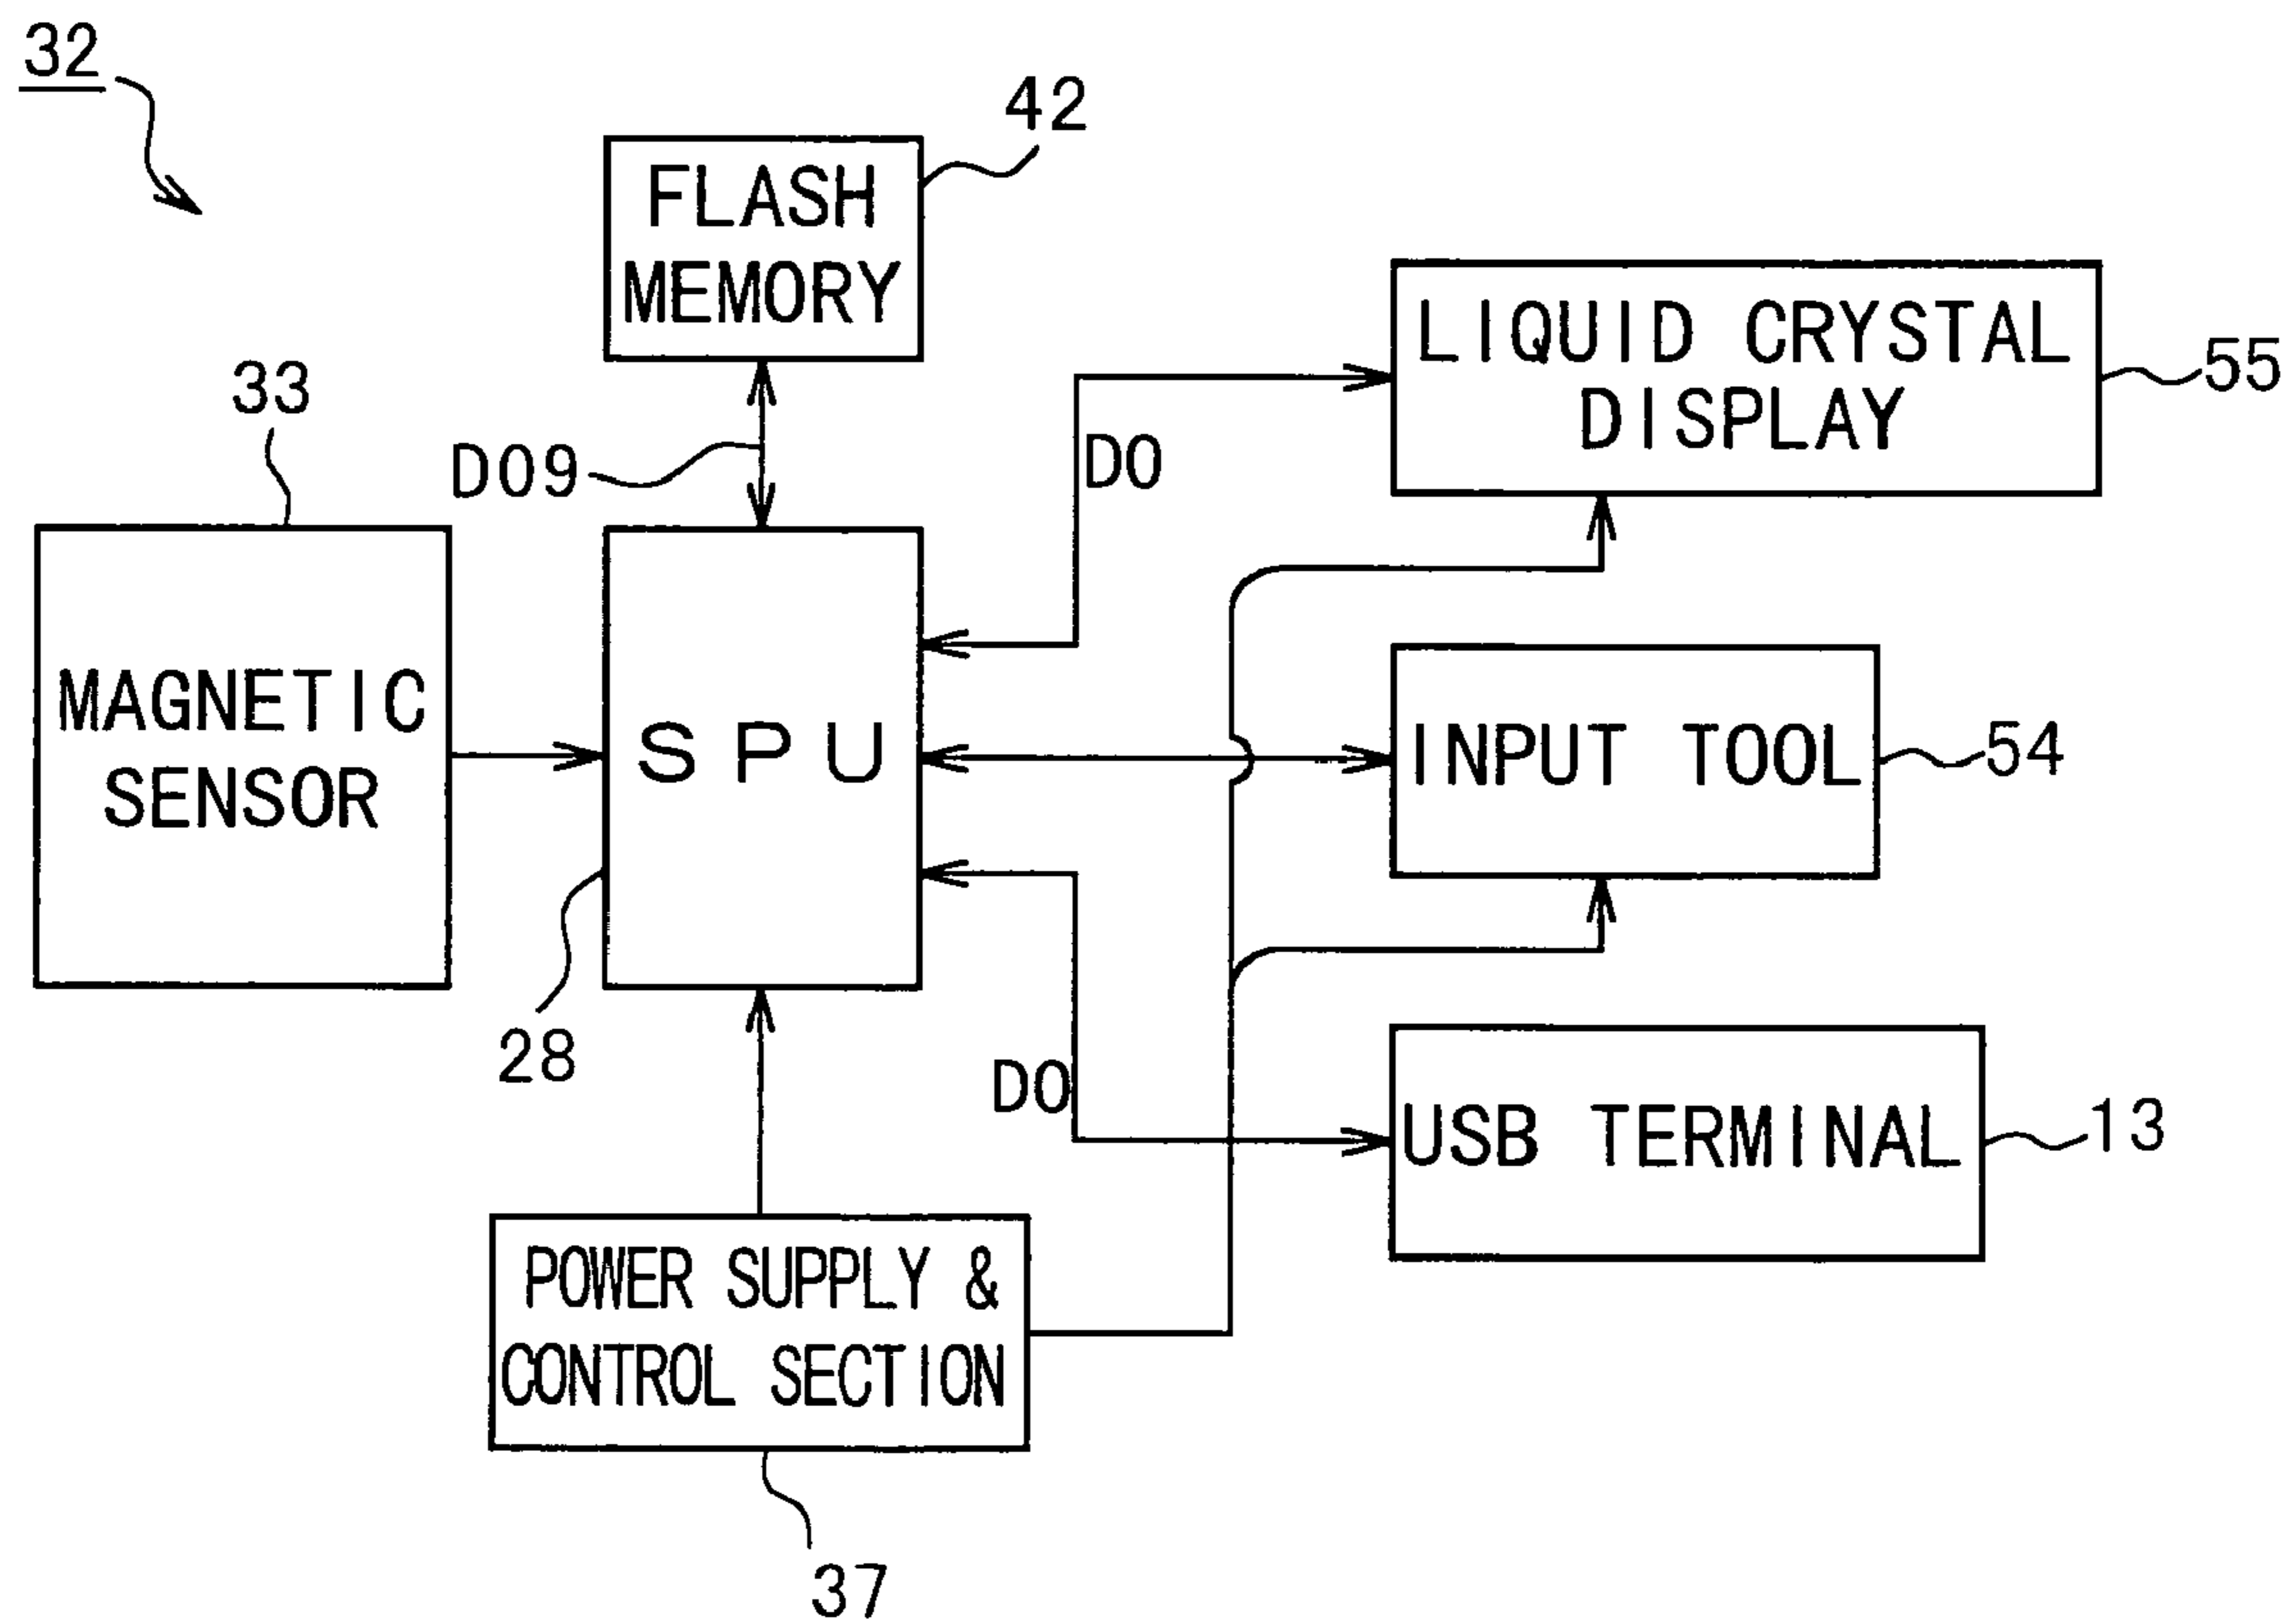 32
42
FLASH
MEMORY
LIQUID CRYSTAL
DISPLAY
55
33
D09
D0
MAGNETIC
SENSOR
SPU
INPUT TOOL
54
28
D0
USB TERMINAL
13
POWER SUPPLY &
CONTROL SECTION
37